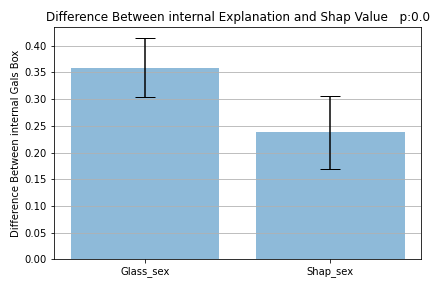 Difference Between internal Explanation and Shap Value p:0.0
Difference Between internal Gals Box
0.40
0.35
0.30
0.25
0.20
0.15
0.10
0.05
0.00
Glass_sex
Shap_sex